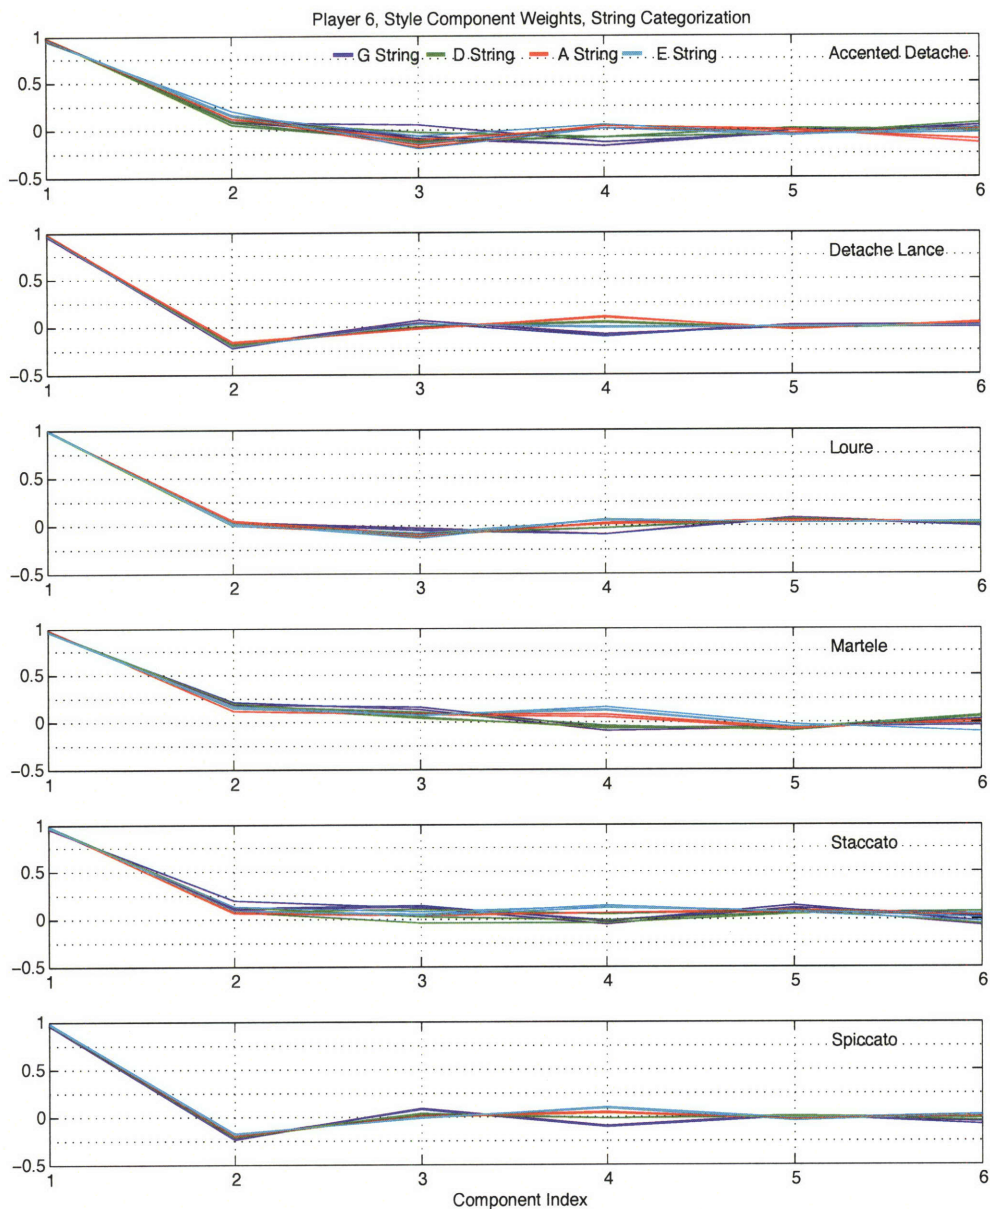 Player 6, Style Component Weights, String Categorization
1
G String D String A String E String Accented Detache
0.5
0
−0.5
1 2 3 4 5 6
1
Detache Lance
0.5
0
−0.5
1 2 3 4 5 6
1
Loure
0.5
0
−0.5
1 2 3 4 5 6
1
Martele
0.5
0
−0.5
1 2 3 4 5 6
1
Staccato
0.5
0
−0.5
1 2 3 4 5 6
1
Spiccato
0.5
0
−0.5
1 2 3 4 5 6
Component Index